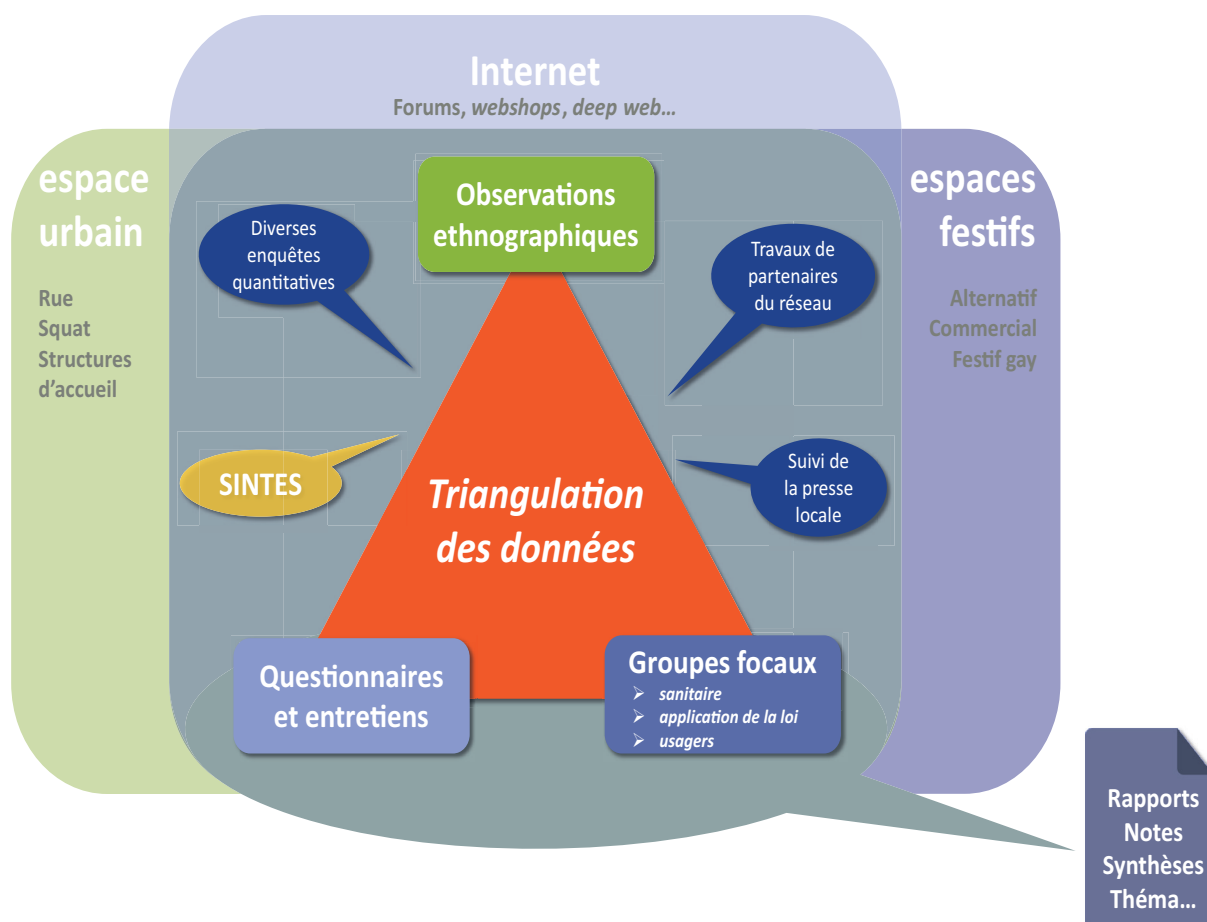 Internet
Forums, webshops, deep web...
espace
urbain
Rue
Squat
Structures
d'accueil
espaces
festifs
Alternatif
Commercial
Festif gay
Observations
ethnographiques
Diverses
enquêtes
quantitatives
Travaux de
partenaires
du réseau
SINTES
Suivi de
la presse
locale
Triangulation
des données
Questionnaires
et entretiens
Groupes focaux
sanitaire
application de la loi
usagers
Rapports
Notes
Synthèses
Théma...